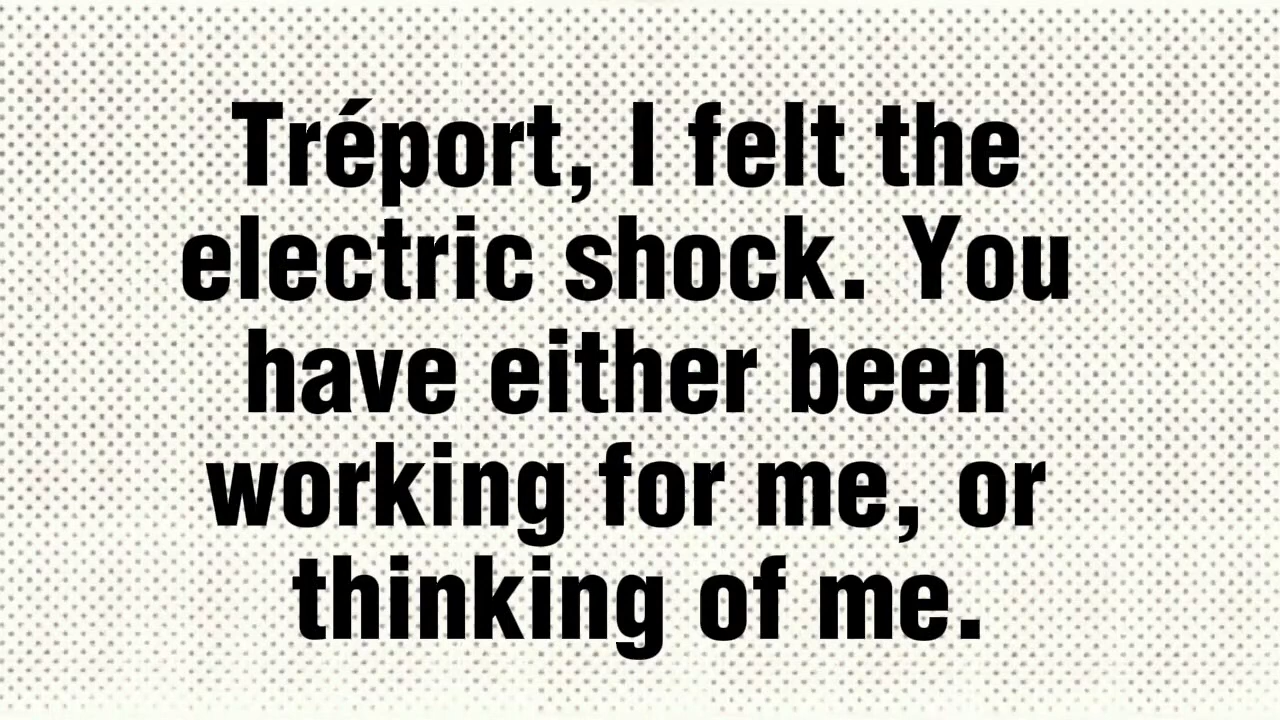 Tréport, I felt the
electric shock. You
have either been
working for me, or
thinking of me.